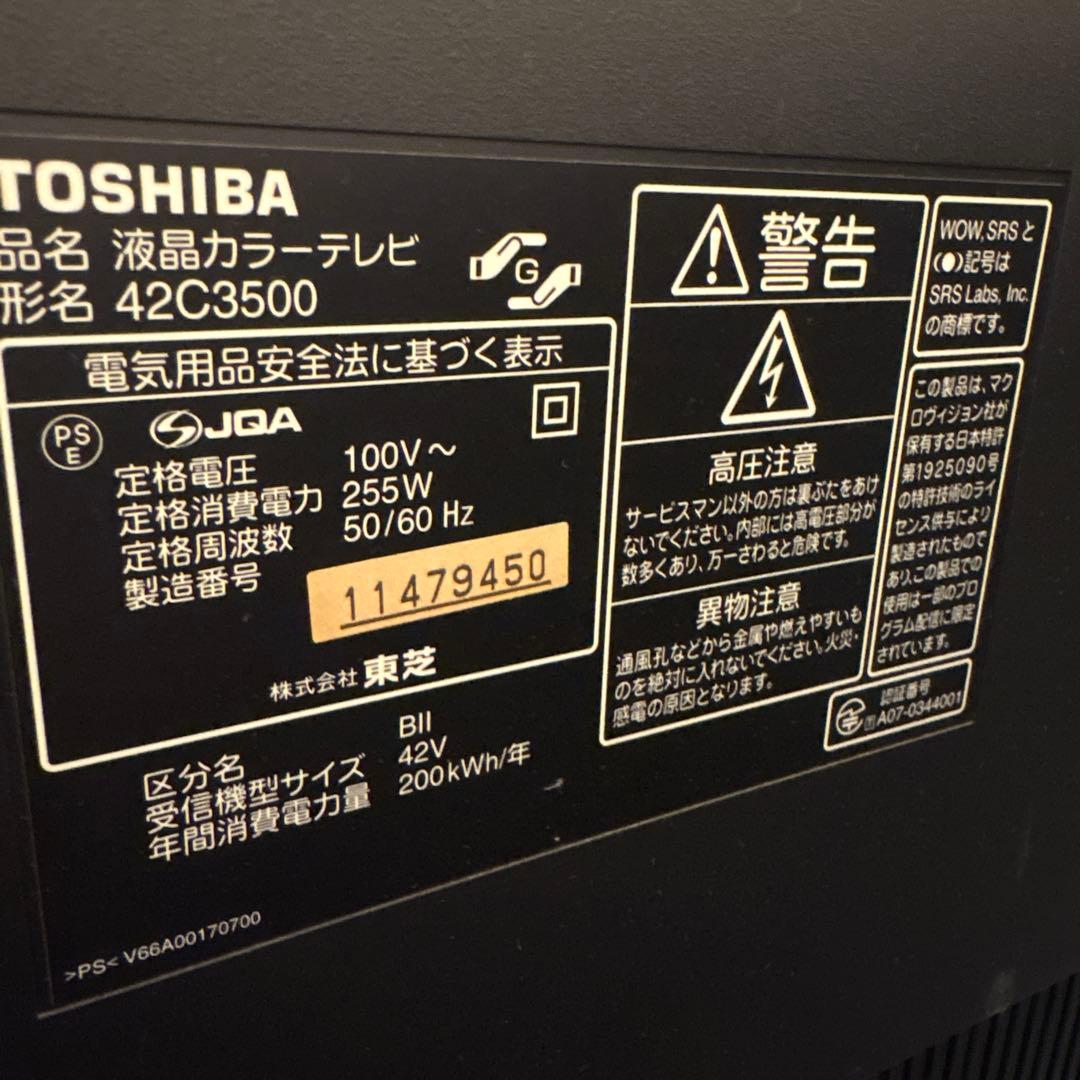 TOSHIBA
品名 液晶カラーテレビ
形名 42C3500
G
電気用品安全法に基づく表示
PS
E
JQA
定格電圧 100V～
定格消費電力 255W
定格周波数 50/60 Hz
製造番号 11479450
株式会社 東芝
区分名 BII
受信機型サイズ 42V
年間消費電力量 200kWh/年
>PS< V66A00170700
警告
高圧注意
サービスマン以外の方は裏ぶたをあけ
ないでください。内部には高電圧部分が
数多くあり、万一さわると危険です。
異物注意
通風孔などから金属や燃えやすいも
のを絶対に入れないでください。火災・
感電の原因となります。
WOW, SRS と
(●)記号は
SRS Labs, Inc.
の商標です。
この製品は、マク
ロヴィジョン社が
保有する日本特許
第1925090号
の特許技術のライ
センス供与により
製造されたもので
あり、この製品での
使用は一部のプロ
グラム配信に限定
されています。
認証番号
T A07-0344001